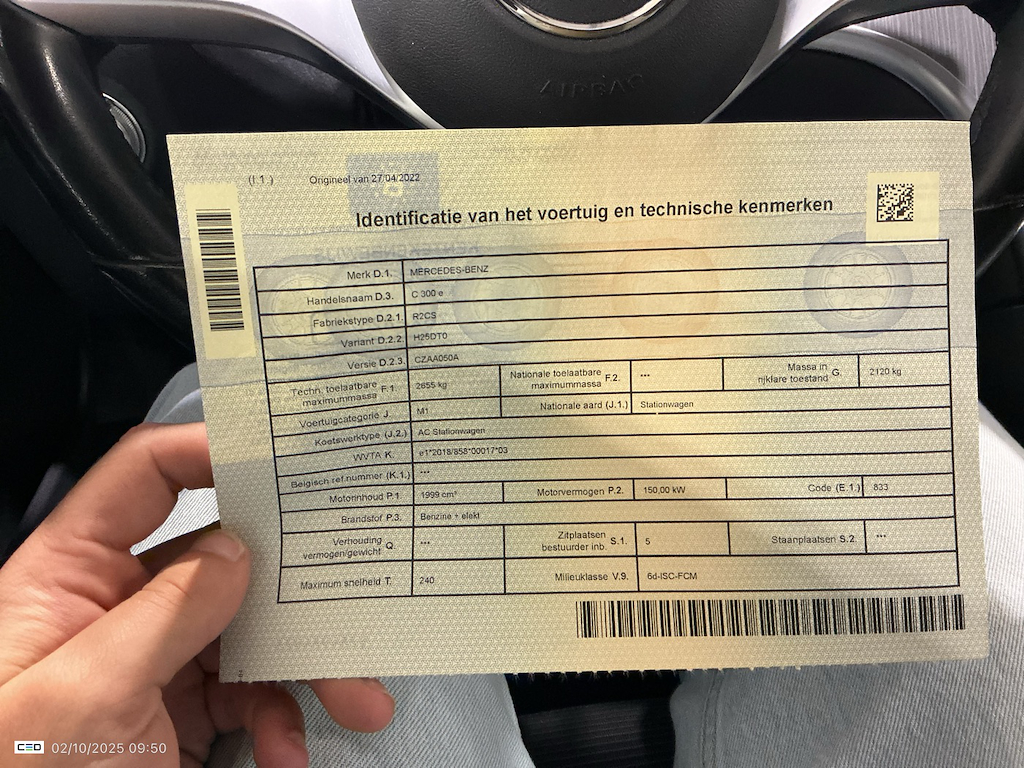 AIRBAG
(I.1.) Origineel van 27/04/2022
Identificatie van het voertuig en technische kenmerken
Merk D.1. MERCEDES-BENZ
Handelsnaam D.3. C 300 e
Fabriekstype D.2.1. R2CS
Variant D.2.2. H25DT0
Versie D.2.3. CZAA050A
Techn. toelaatbare maximummassa F.1. 2655 kg Nationale toelaatbare maximummassa F.2. --- Massa in rijklare toestand G. 2120 kg
Voertuigcategorie J. M1 Nationale aard (J.1.) Stationwagen
Koetswerktype (J.2.) AC Stationwagen
WVTA K. e1*2018/858*00017*03
Belgisch ref.nummer (K.1.) ---
Motorinhoud P.1. 1999 cm³ Motorvermogen P.2. 150,00 kW Code (E.1.) 833
Brandstof P.3. Benzine + elekt
Verhouding vermogen/gewicht Q. --- Zitplaatsen bestuurder inb. S.1. 5 Staanplaatsen S.2. ---
Maximum snelheid T. 240 Milieuklasse V.9. 6d-ISC-FCM
CEO 02/10/2025 09:50